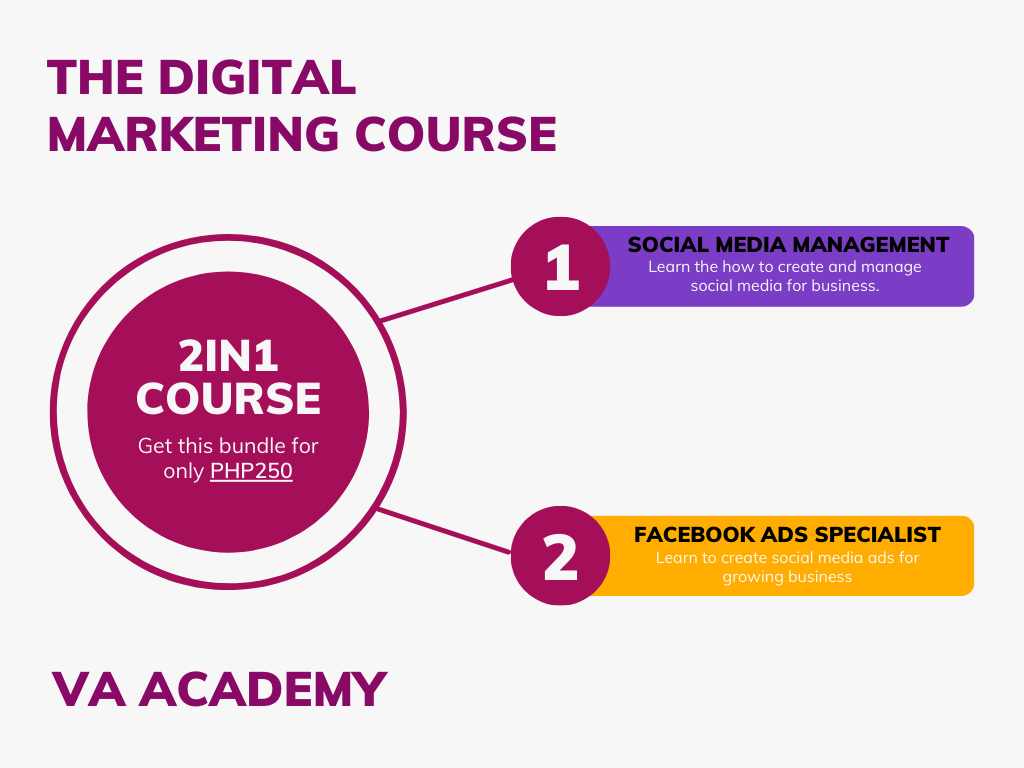 THE DIGITAL
MARKETING COURSE
2IN1
COURSE
Get this bundle for
only PHP250
1
SOCIAL MEDIA MANAGEMENT
Learn the how to create and manage
social media for business.
2
FACEBOOK ADS SPECIALIST
Learn to create social media ads for
growing business
VA ACADEMY